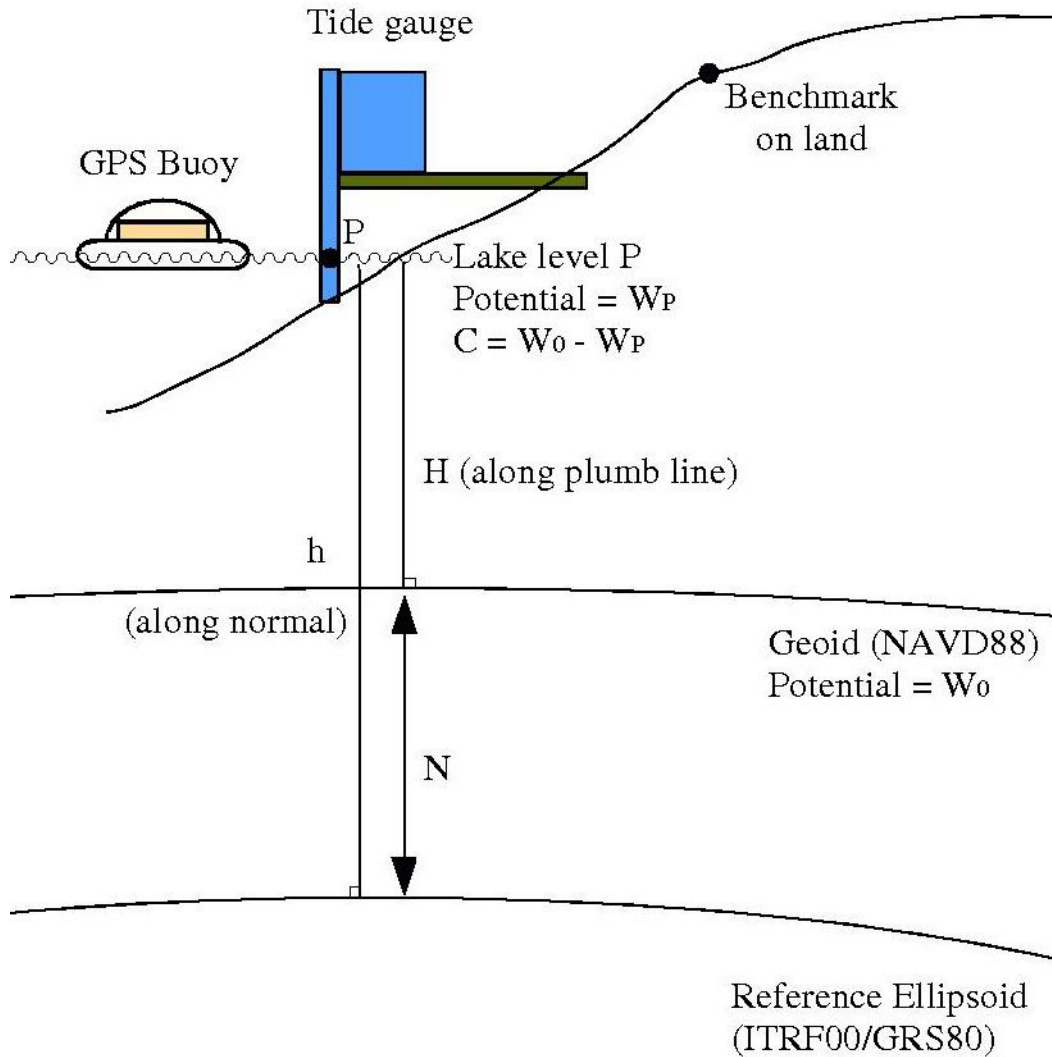 Tide gauge
Benchmark
on land
GPS Buoy
P
Lake level P
Potential = WP
C = W0 - WP
H (along plumb line)
h
(along normal)
Geoid (NAVD88)
Potential = W0
N
Reference Ellipsoid
(ITRF00/GRS80)